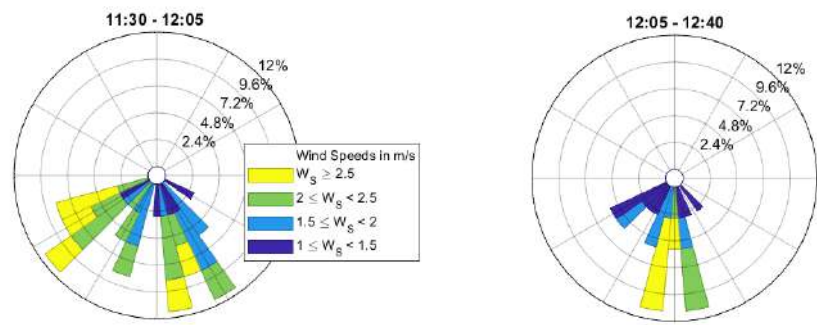 11:30 - 12:05
12%
9.6%
7.2%
4.8%
2.4%
Wind Speeds in m/s
W_S ≥ 2.5
2 ≤ W_S < 2.5
1.5 ≤ W_S < 2
1 ≤ W_S < 1.5
12:05 - 12:40
12%
9.6%
7.2%
4.8%
2.4%